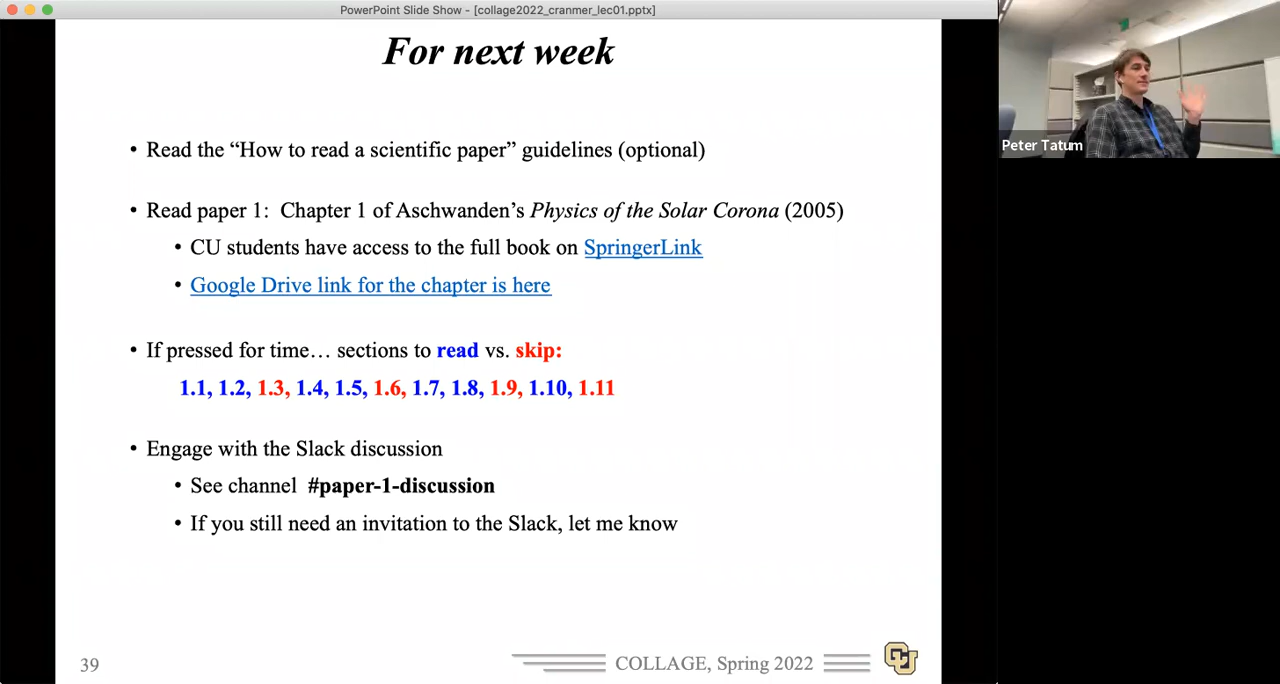 PowerPoint Slide Show - [collage2022_cranmer_lec01.pptx]
For next week
• Read the “How to read a scientific paper” guidelines (optional)
• Read paper 1: Chapter 1 of Aschwanden’s Physics of the Solar Corona (2005)
• CU students have access to the full book on SpringerLink
• Google Drive link for the chapter is here
• If pressed for time… sections to read vs. skip:
1.1, 1.2, 1.3, 1.4, 1.5, 1.6, 1.7, 1.8, 1.9, 1.10, 1.11
• Engage with the Slack discussion
• See channel #paper-1-discussion
• If you still need an invitation to the Slack, let me know
39
COLLAGE, Spring 2022
CU
Peter Tatum